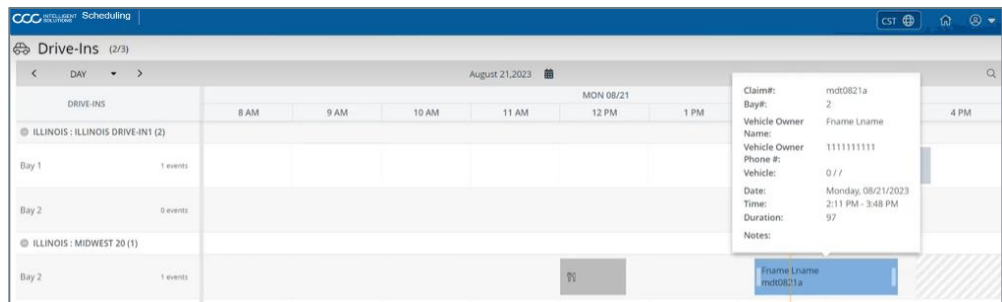 CCC INTELLIGENT SOLUTIONS Scheduling
CST
Drive-Ins (2/3)
DAY
August 21,2023
DRIVE-INS
MON 08/21
8 AM 9 AM 10 AM 11 AM 12 PM 1 PM 4 PM
ILLINOIS : ILLINOIS DRIVE-IN1 (2)
Bay 1 1 events
Bay 2 0 events
ILLINOIS : MIDWEST 20 (1)
Bay 2 1 events
Claim#: mdt0821a
Bay#: 2
Vehicle Owner Name: Fname Lname
Vehicle Owner Phone #: 1111111111
Vehicle: 0 / /
Date: Monday, 08/21/2023
Time: 2:11 PM - 3:48 PM
Duration: 97
Notes:
Fname Lname
mdt0821a